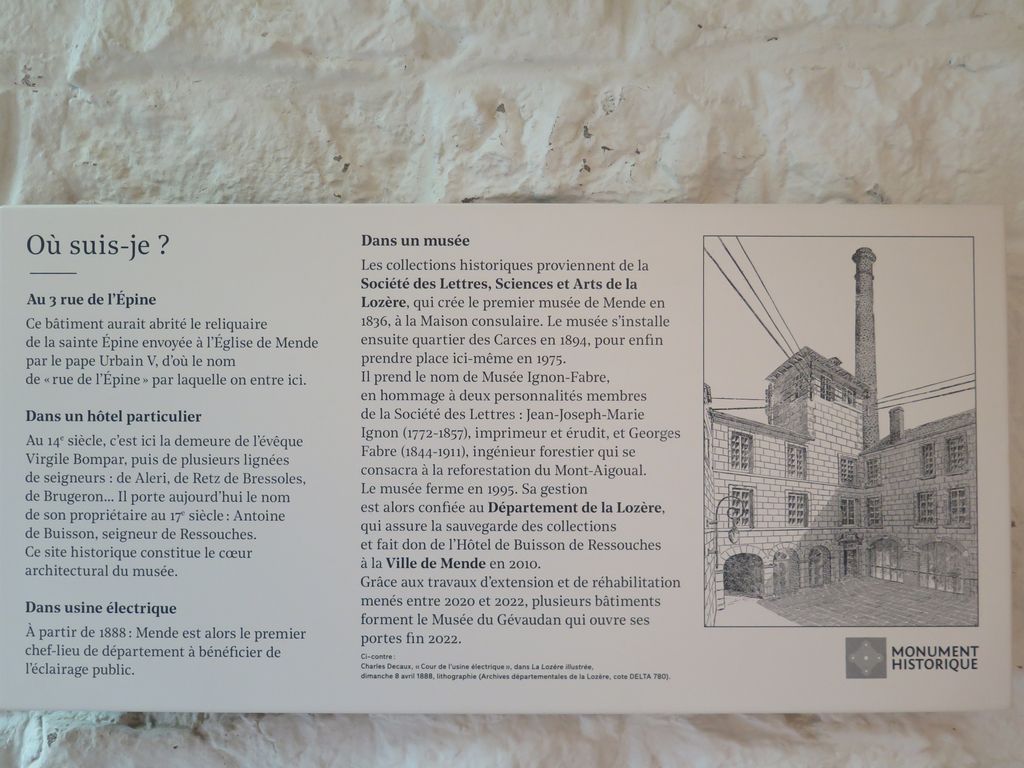 Où suis-je ?
Au 3 rue de l'Épine
Ce bâtiment aurait abrité le reliquaire
de la sainte Épine envoyée à l'Église de Mende
par le pape Urbain V, d'où le nom
de « rue de l'Épine » par laquelle on entre ici.
Dans un hôtel particulier
Au 14e siècle, c'est ici la demeure de l'évêque
Virgile Bompar, puis de plusieurs lignées
de seigneurs : de Aleri, de Retz de Bressoles,
de Brugeron... Il porte aujourd'hui le nom
de son propriétaire au 17e siècle : Antoine
de Buisson, seigneur de Ressouches.
Ce site historique constitue le cœur
architectural du musée.
Dans usine électrique
À partir de 1888 : Mende est alors le premier
chef-lieu de département à bénéficier de
l'éclairage public.
Dans un musée
Les collections historiques proviennent de la
Société des Lettres, Sciences et Arts de la
Lozère, qui crée le premier musée de Mende en
1836, à la Maison consulaire. Le musée s'installe
ensuite quartier des Carces en 1894, pour enfin
prendre place ici-même en 1975.
Il prend le nom de Musée Ignon-Fabre,
en hommage à deux personnalités membres
de la Société des Lettres : Jean-Joseph-Marie
Ignon (1772-1857), imprimeur et érudit, et Georges
Fabre (1844-1911), ingénieur forestier qui se
consacra à la reforestation du Mont-Aigoual.
Le musée ferme en 1995. Sa gestion
est alors confiée au Département de la Lozère,
qui assure la sauvegarde des collections
et fait don de l'Hôtel de Buisson de Ressouches
à la Ville de Mende en 2010.
Grâce aux travaux d'extension et de réhabilitation
menés entre 2020 et 2022, plusieurs bâtiments
forment le Musée du Gévaudan qui ouvre ses
portes fin 2022.
Ci-contre :
Charles Decaux, « Cour de l'usine électrique », dans La Lozère illustrée,
dimanche 8 avril 1888, lithographie (Archives départementales de la Lozère, cote DELTA 780).
MONUMENT
HISTORIQUE